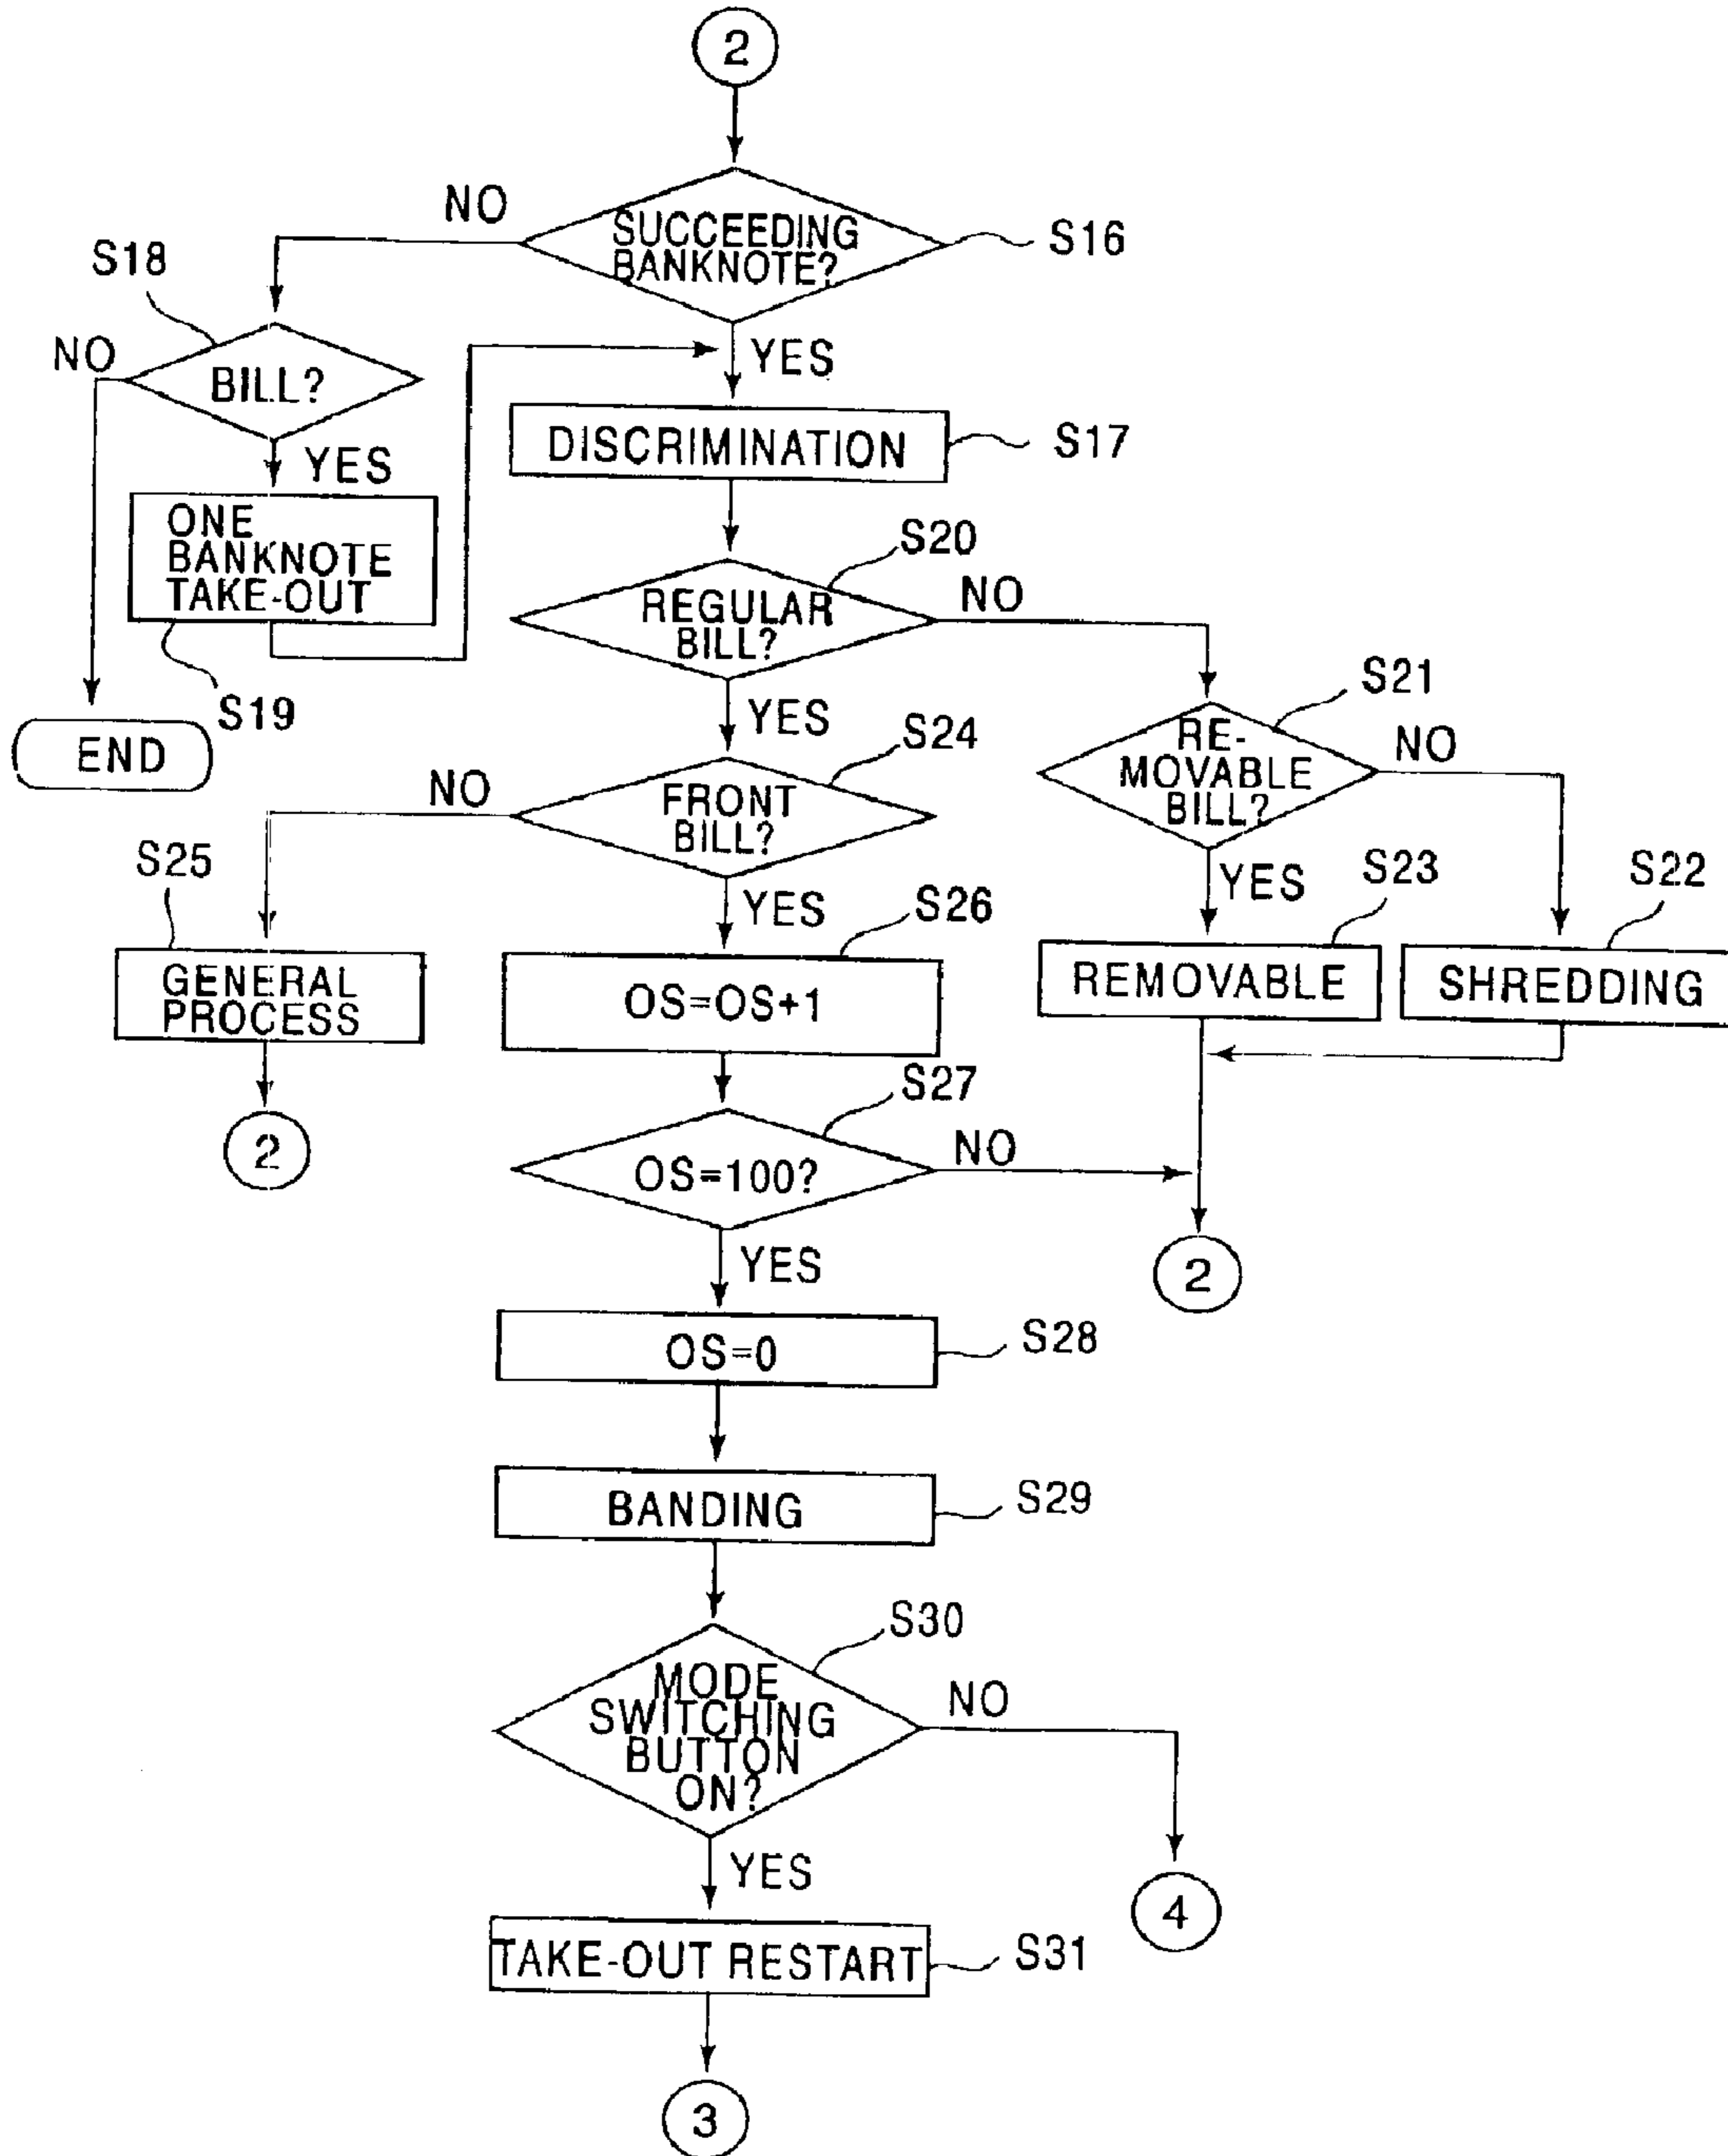 2
NO
SUCCEEDING
BANKNOTE?
S16
S18
NO
BILL?
YES
YES
DISCRIMINATION
S17
ONE
BANKNOTE
TAKE-OUT
S19
END
S20
REGULAR
BILL?
NO
YES
S21
RE-
MOVABLE
BILL?
NO
S24
NO
FRONT
BILL?
S25
YES
YES
S23
S22
GENERAL
PROCESS
S26
OS=OS+1
REMOVABLE
SHREDDING
2
S27
OS=100?
NO
YES
2
OS=0
S28
BANDING
S29
S30
MODE
SWITCHING
BUTTON
ON?
NO
YES
4
TAKE-OUT RESTART
S31
3